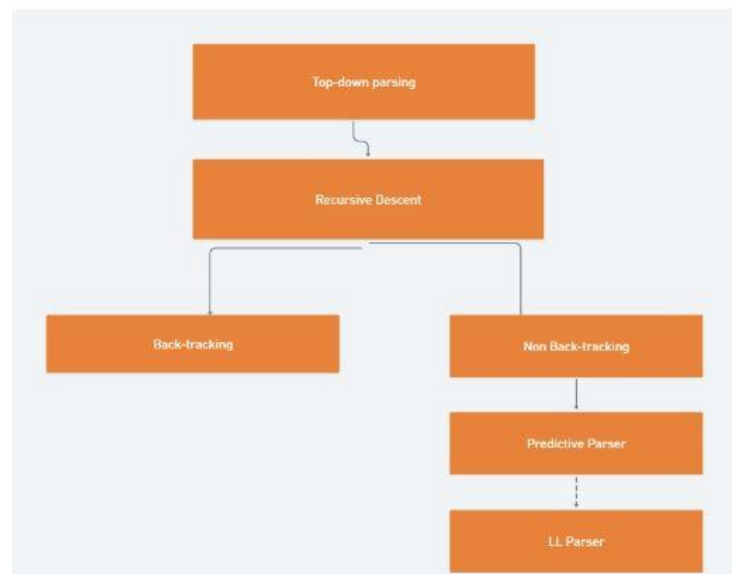 Top-down parsing
Recursive Descent
Back-tracking
Non Back-tracking
Predictive Parser
LL Parser